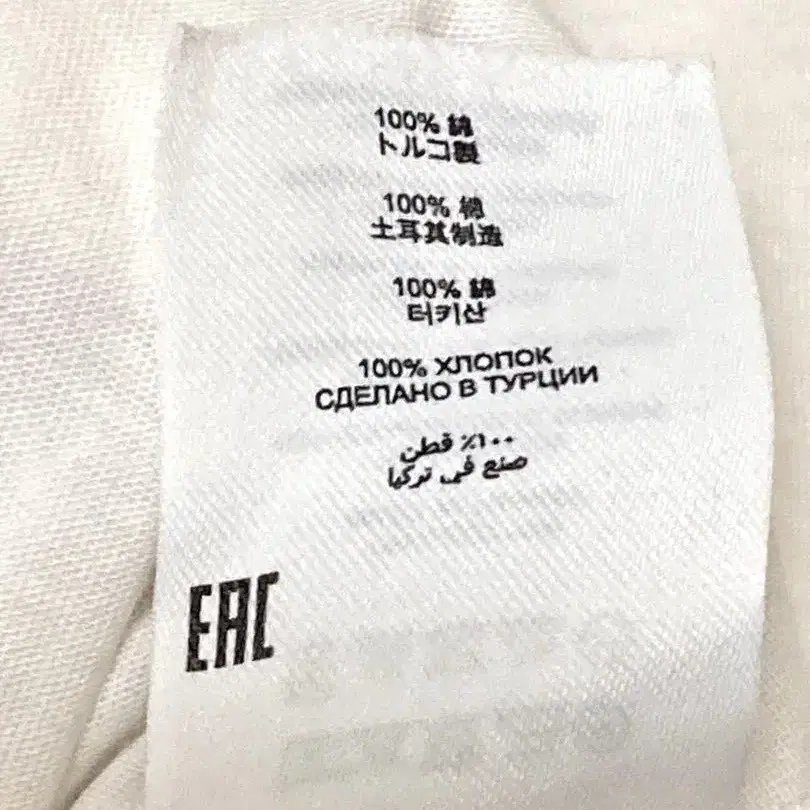 100% 綿
トルコ製
100% 棉
土耳其制造
100% 綿
터키산
100% ХЛОПОК
СДЕЛАНО В ТУРЦИИ
١٠٠٪ قطن
صنع في تركيا
EAC